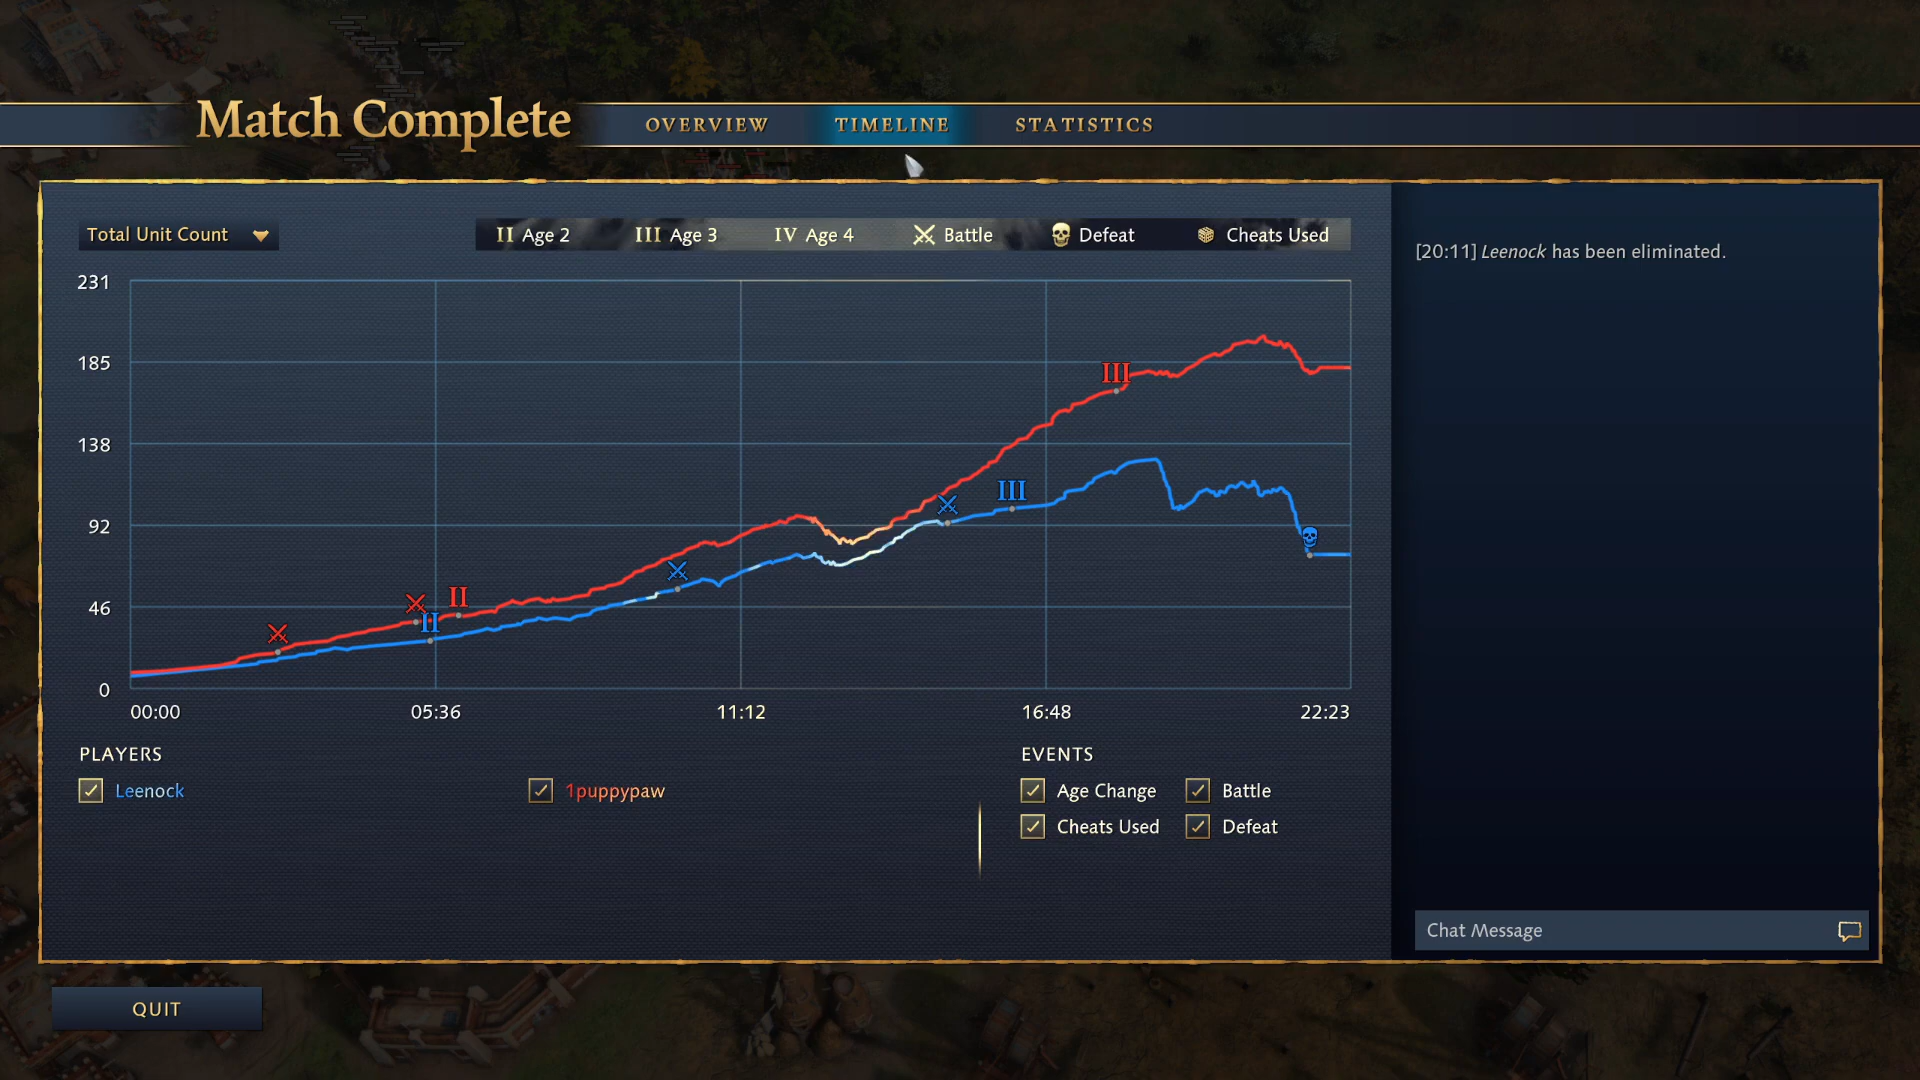 Match Complete
OVERVIEW
TIMELINE
STATISTICS
Total Unit Count
II Age 2
III Age 3
IV Age 4
Battle
Defeat
Cheats Used
[20:11] Leenock has been eliminated.
231
185
138
92
46
0
III
III
II
II
00:00
05:36
11:12
16:48
22:23
PLAYERS
Leenock
1puppypaw
EVENTS
Age Change
Battle
Cheats Used
Defeat
Chat Message
QUIT